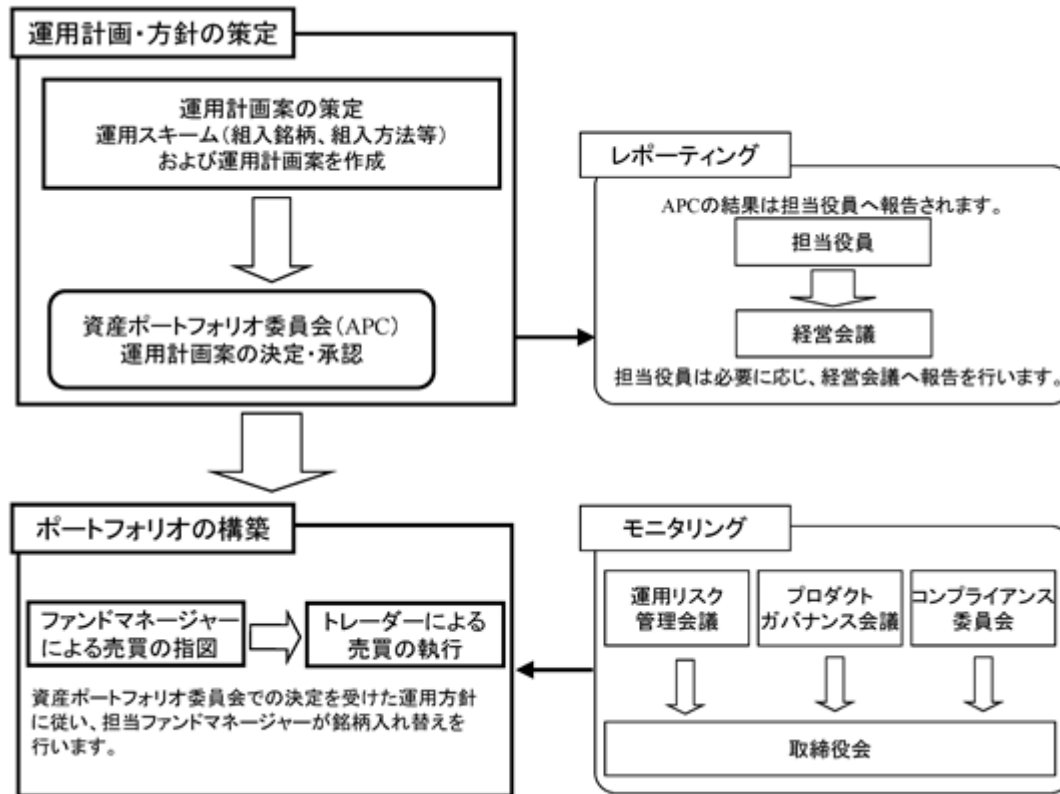 運用計画・方針の策定
運用計画案の策定
運用スキーム(組入銘柄、組入方法等)
および運用計画案を作成
資産ポートフォリオ委員会(APC)
運用計画案の決定・承認
レポーティング
APCの結果は担当役員へ報告されます。
担当役員
経営会議
担当役員は必要に応じ、経営会議へ報告を行います。
ポートフォリオの構築
ファンドマネージャー
による売買の指図
トレーダーによる
売買の執行
資産ポートフォリオ委員会での決定を受けた運用方針
に従い、担当ファンドマネージャーが銘柄入れ替えを
行います。
モニタリング
運用リスク
管理会議
プロダクト
ガバナンス会議
コンプライアンス
委員会
取締役会